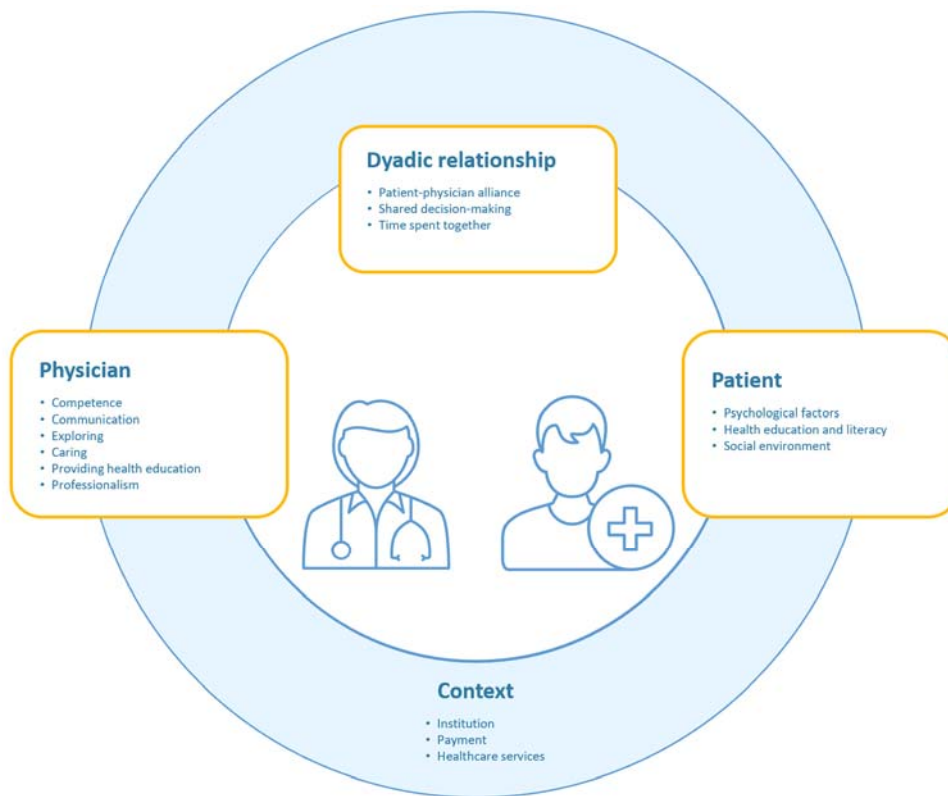 Dyadic relationship
• Patient-physician alliance
• Shared decision-making
• Time spent together
Physician
• Competence
• Communication
• Exploring
• Caring
• Providing health education
• Professionalism
Patient
• Psychological factors
• Health education and literacy
• Social environment
Context
• Institution
• Payment
• Healthcare services